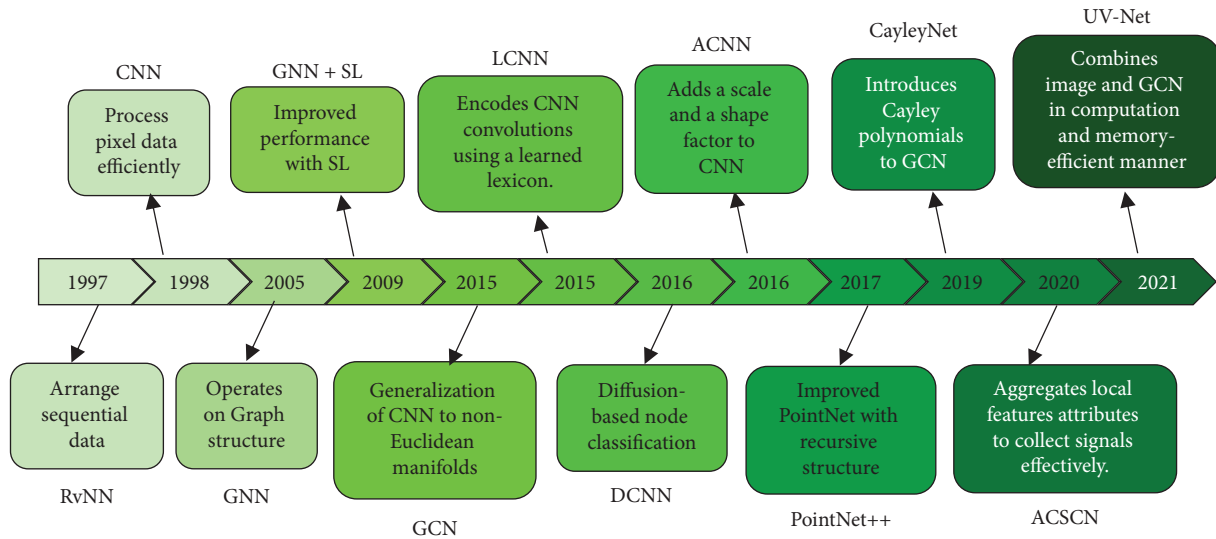 CNN
Process
pixel data
efficiently
GNN + SL
Improved
performance
with SL
LCNN
Encodes CNN
convolutions
using a learned
lexicon.
ACNN
Adds a scale
and a shape
factor to
CNN
CayleyNet
Introduces
Cayley
polynomials
to GCN
UV-Net
Combines
image and GCN
in computation
and memory-
efficient manner
1997
1998
2005
2009
2015
2015
2016
2016
2017
2019
2020
2021
Arrange
sequential
data
RvNN
Operates
on Graph
structure
GNN
Generalization
of CNN to non-
Euclidean
manifolds
GCN
Diffusion-
based node
classification
DCNN
Improved
PointNet with
recursive
structure
PointNet++
Aggregates local
features attributes
to collect signals
effectively.
ACSCN